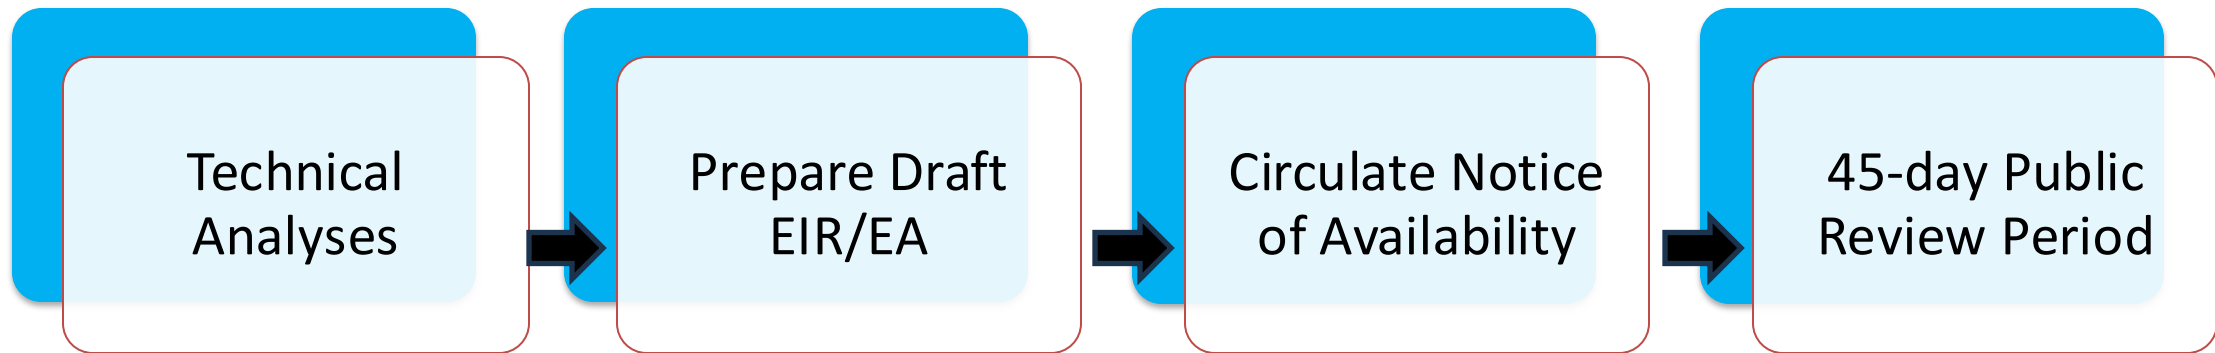 Technical
Analyses
Prepare Draft
EIR/EA
Circulate Notice
of Availability
45-day Public
Review Period